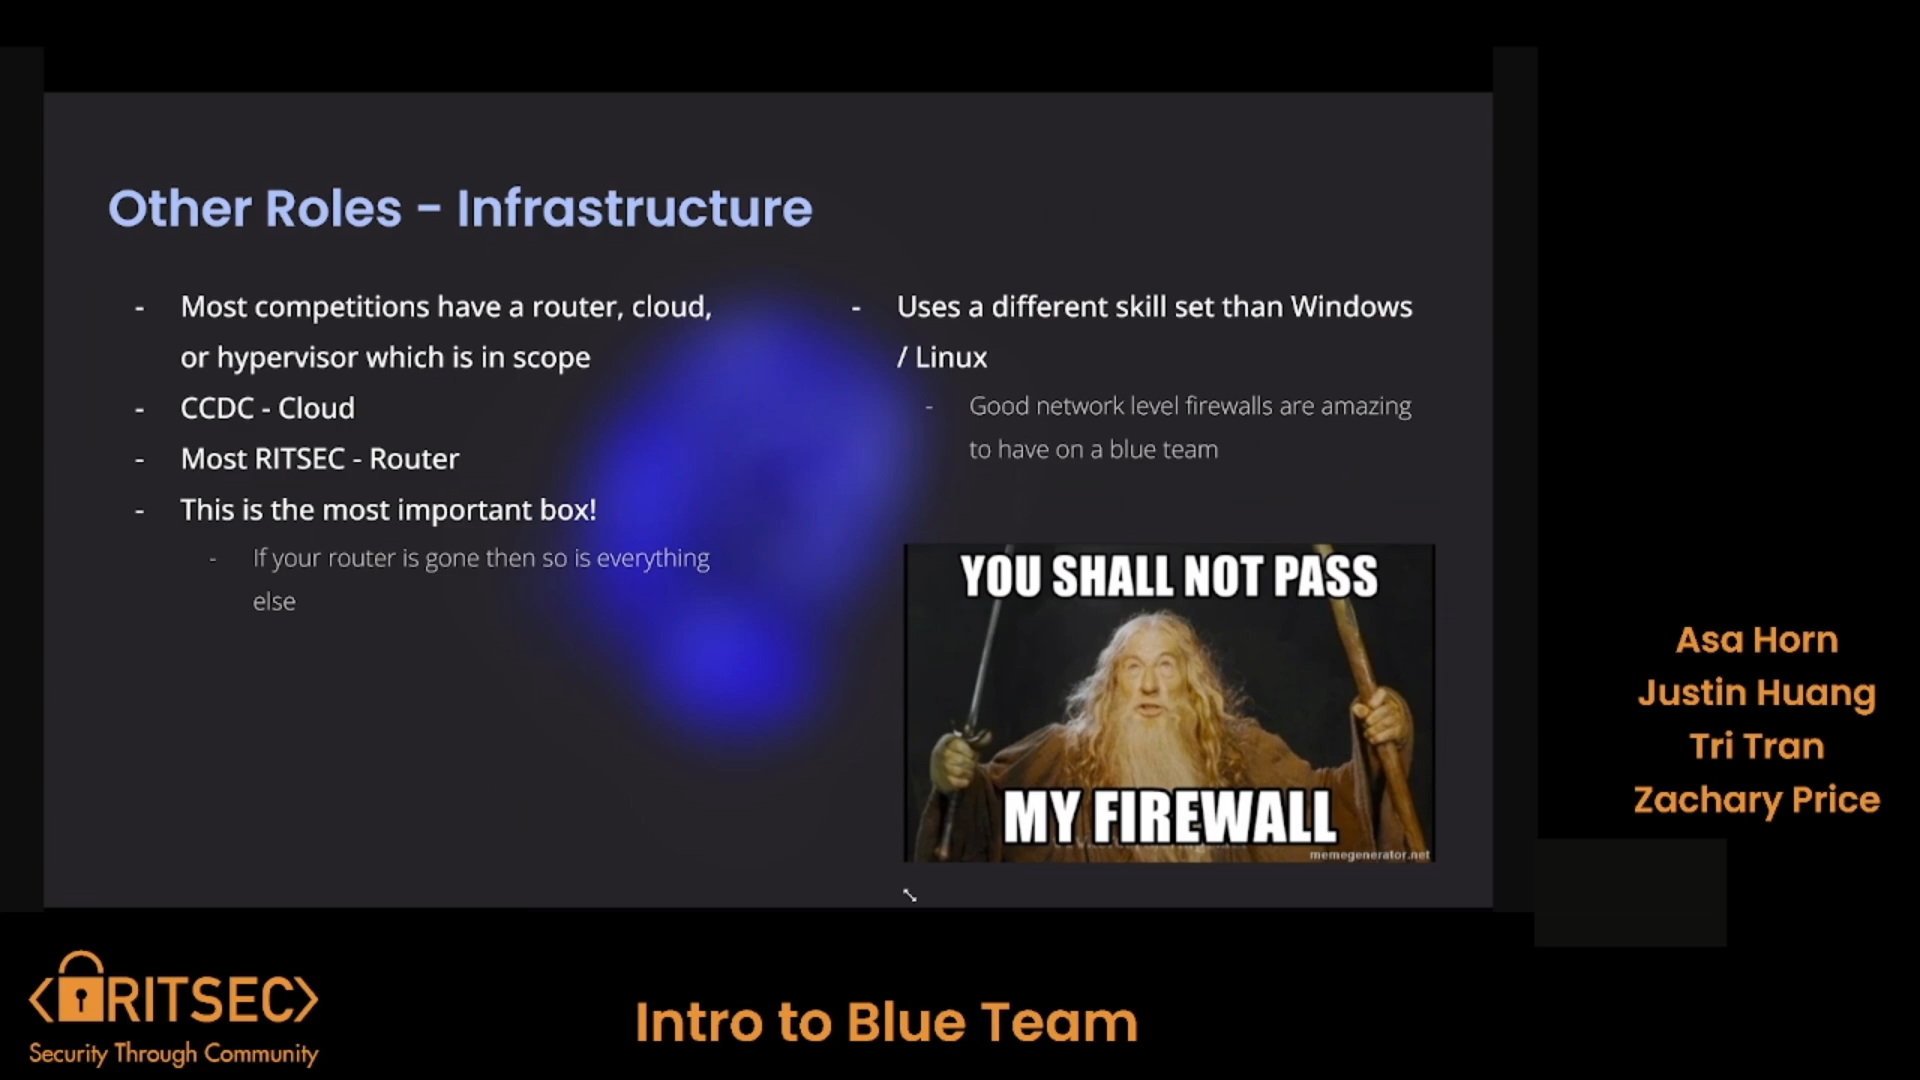 Other Roles - Infrastructure
- Most competitions have a router, cloud,
or hypervisor which is in scope
- CCDC - Cloud
- Most RITSEC - Router
- This is the most important box!
- If your router is gone then so is everything
else
- Uses a different skill set than Windows
/ Linux
- Good network level firewalls are amazing
to have on a blue team
YOU SHALL NOT PASS
MY FIREWALL
memegenerator.net
Asa Horn
Justin Huang
Tri Tran
Zachary Price
<RITSEC>
Security Through Community
Intro to Blue Team